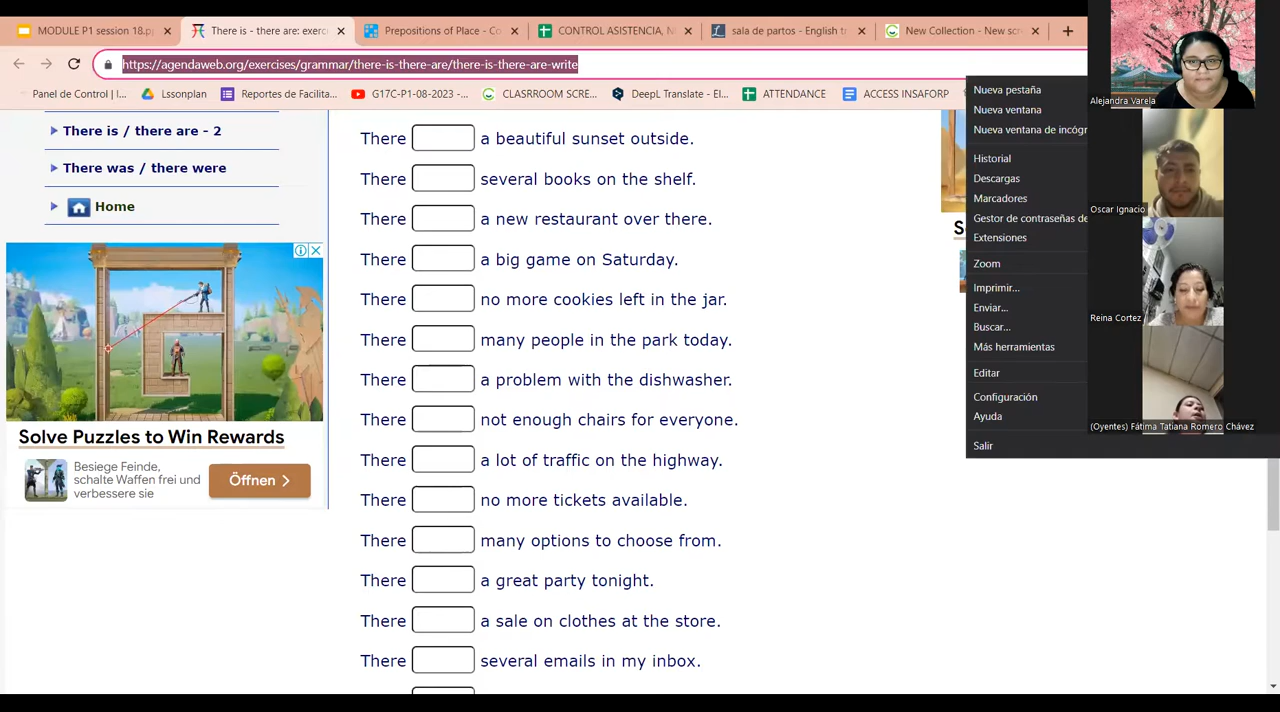 MODULE P1 session 18.p
There is - there are: exerc
Prepositions of Place - Co
CONTROL ASISTENCIA, N
sala de partos - English tr
New Collection - New scre
https://agendaweb.org/exercises/grammar/there-is-there-are/there-is-there-are-write
Panel de Control | I...
Lssonplan
Reportes de Facilita...
G17C-P1-08-2023 -...
CLASSROOM SCRE...
DeepL Translate - El...
ATTENDANCE
ACCESS INSAFORP
There is / there are - 2
There was / there were
Home
Solve Puzzles to Win Rewards
Besiege Feinde,
schalte Waffen frei und
verbessere sie
Öffnen
There a beautiful sunset outside.
There several books on the shelf.
There a new restaurant over there.
There a big game on Saturday.
There no more cookies left in the jar.
There many people in the park today.
There a problem with the dishwasher.
There not enough chairs for everyone.
There a lot of traffic on the highway.
There no more tickets available.
There many options to choose from.
There a great party tonight.
There a sale on clothes at the store.
There several emails in my inbox.
S
Nueva pestaña
Nueva ventana
Nueva ventana de incógn
Historial
Descargas
Marcadores
Gestor de contraseñas de
Extensiones
Zoom
Imprimir...
Enviar...
Buscar...
Más herramientas
Editar
Configuración
Ayuda
Salir
Alejandra Varela
Oscar Ignacio
Reina Cortez
(Oyentes) Fátima Tatiana Romero Chávez